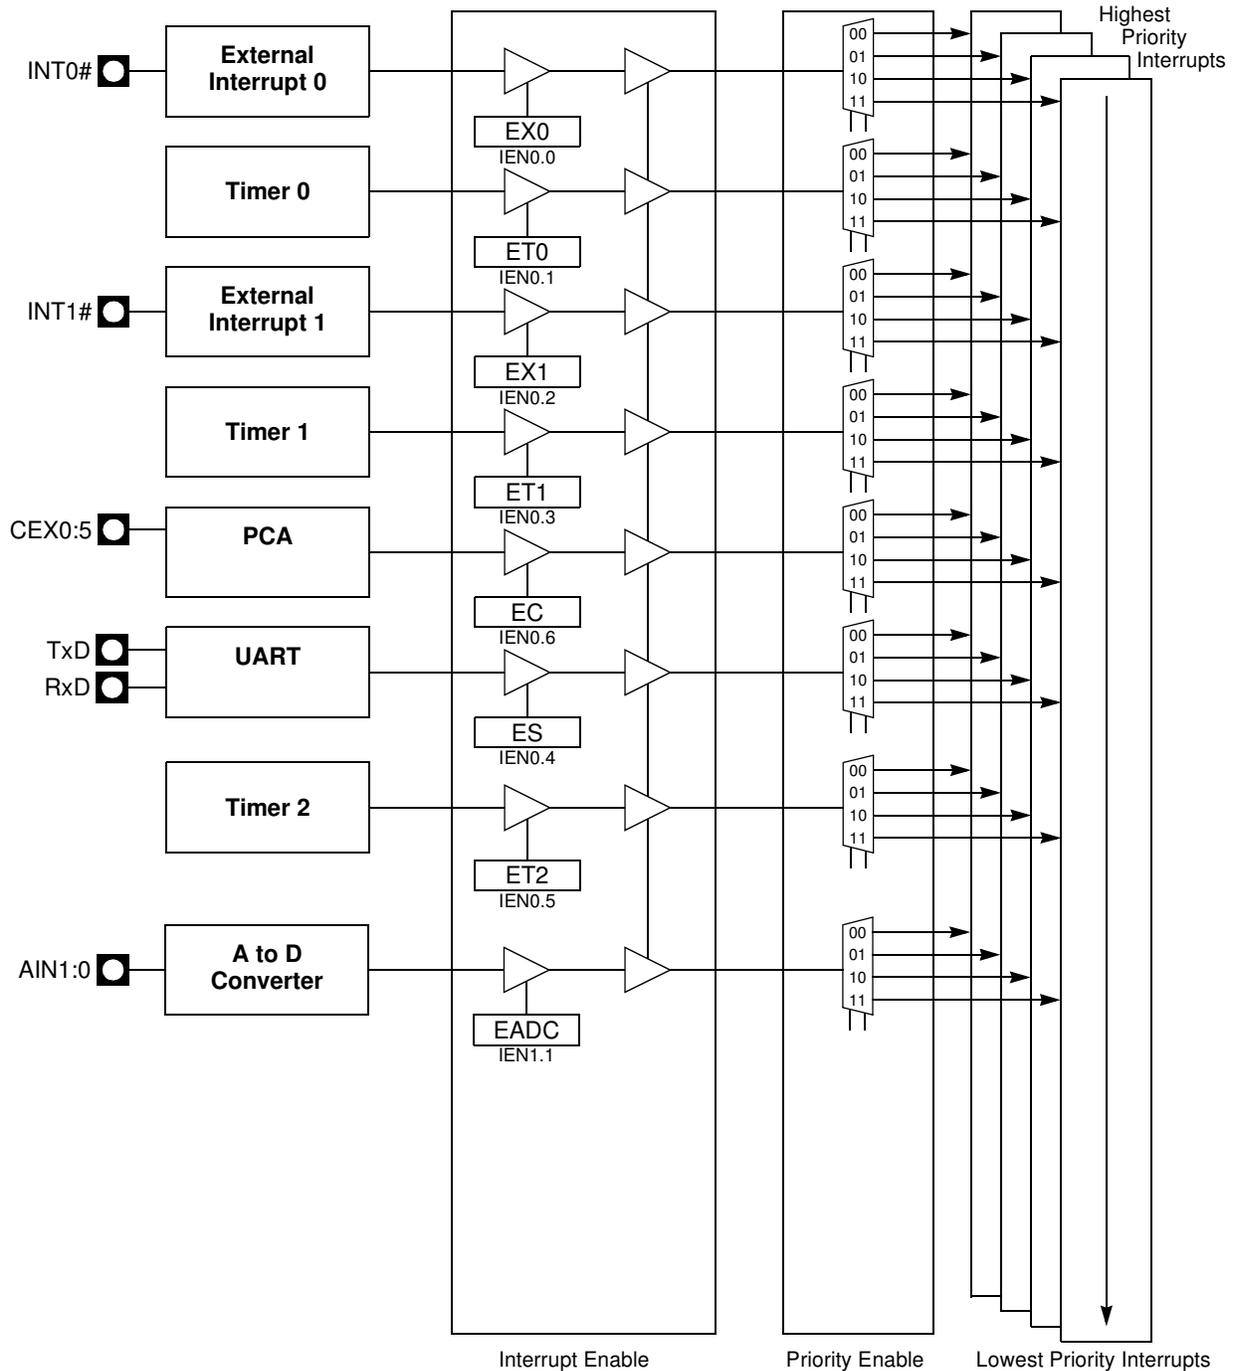 Highest
Priority
Interrupts
INT0#
External
Interrupt 0
EX0
IEN0.0
00
01
10
11
Timer 0
ET0
IEN0.1
00
01
10
11
INT1#
External
Interrupt 1
EX1
IEN0.2
00
01
10
11
Timer 1
ET1
IEN0.3
00
01
10
11
CEX0:5
PCA
EC
IEN0.6
00
01
10
11
TxD
RxD
UART
ES
IEN0.4
00
01
10
11
Timer 2
ET2
IEN0.5
00
01
10
11
AIN1:0
A to D
Converter
EADC
IEN1.1
00
01
10
11
Interrupt Enable
Priority Enable
Lowest Priority Interrupts